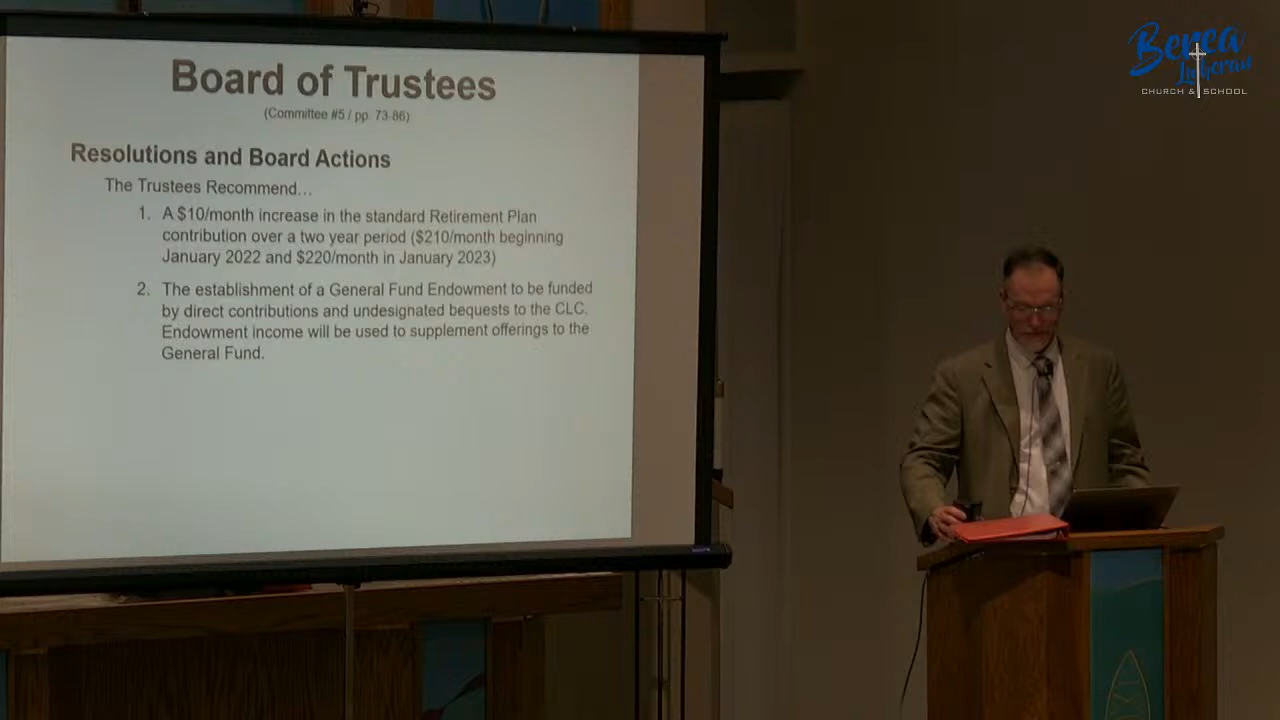 Board of Trustees
(Committee #5 / pp. 73-86)
Resolutions and Board Actions
The Trustees Recommend...
1. A $10/month increase in the standard Retirement Plan
contribution over a two year period ($210/month beginning
January 2022 and $220/month in January 2023)
2. The establishment of a General Fund Endowment to be funded
by direct contributions and undesignated bequests to the CLC.
Endowment income will be used to supplement offerings to the
General Fund.
Berea
Lutheran
CHURCH & SCHOOL